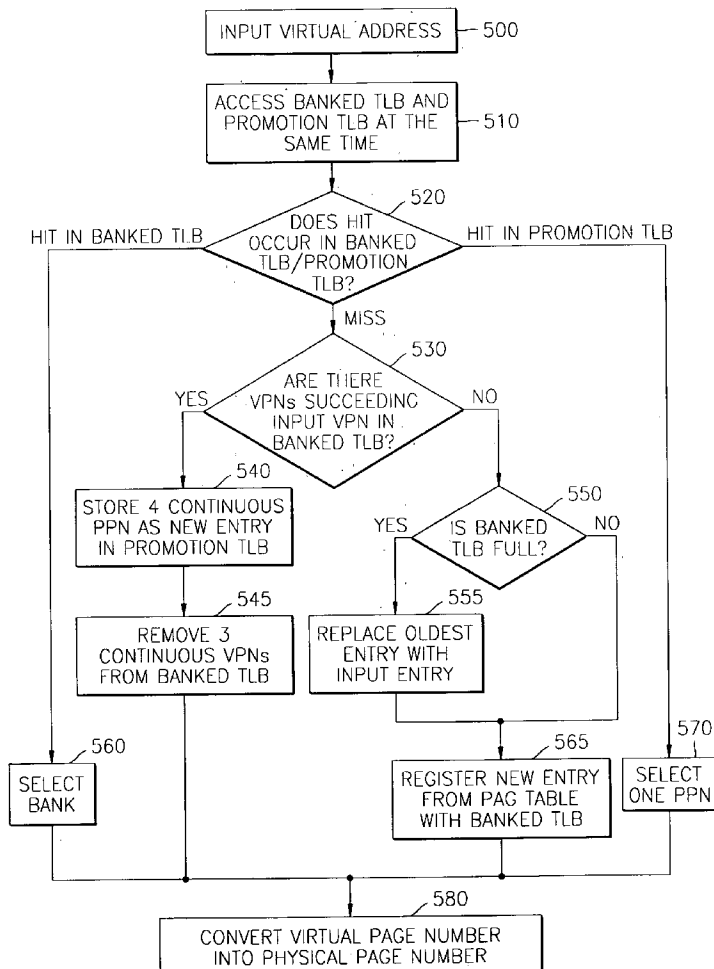 INPUT VIRTUAL ADDRESS
500
ACCESS BANKED TLB AND
PROMOTION TLB AT THE
SAME TIME
510
520
DOES HIT
OCCUR IN BANKED
TLB/PROMOTION
TLB?
HIT IN BANKED TLB
HIT IN PROMOTION TLB
MISS
530
ARE THERE
VPNs SUCCEEDING
INPUT VPN IN
BANKED TLB?
YES
NO
540
STORE 4 CONTINUOUS
PPN AS NEW ENTRY
IN PROMOTION TLB
550
IS BANKED
TLB FULL?
YES
NO
545
REMOVE 3
CONTINUOUS VPNs
FROM BANKED TLB
555
REPLACE OLDEST
ENTRY WITH
INPUT ENTRY
560
SELECT
BANK
565
REGISTER NEW ENTRY
FROM PAG TABLE
WITH BANKED TLB
570
SELECT
ONE PPN
580
CONVERT VIRTUAL PAGE NUMBER
INTO PHYSICAL PAGE NUMBER